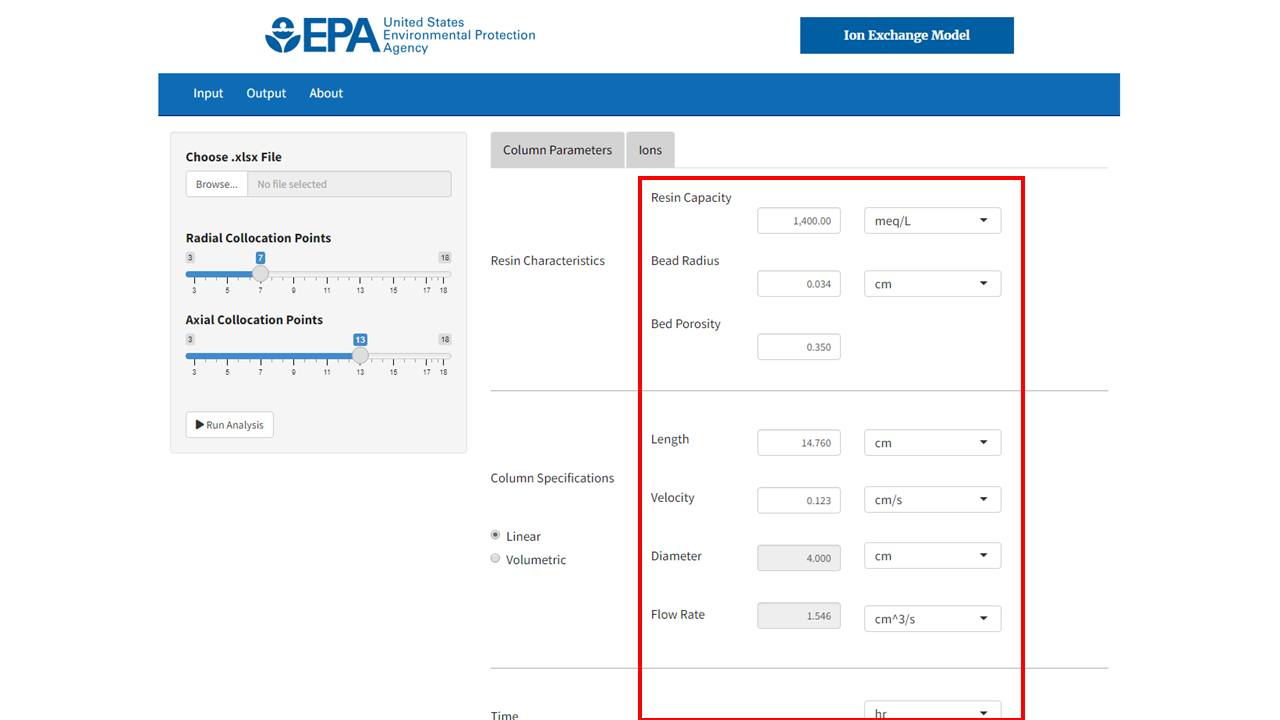 EPA
United States
Environmental Protection
Agency
Ion Exchange Model
Input Output About
Choose .xlsx File
Browse... No file selected
Radial Collocation Points
3 7 18
3 5 7 9 11 13 15 17 18
Axial Collocation Points
3 13 18
3 5 7 9 11 13 15 17 18
Run Analysis
Column Parameters Ions
Resin Characteristics
Resin Capacity
1,400.00 meq/L
Bead Radius
0.034 cm
Bed Porosity
0.350
Column Specifications
Linear
Volumetric
Length 14.760 cm
Velocity 0.123 cm/s
Diameter 4.000 cm
Flow Rate 1.546 cm^3/s
Time hr